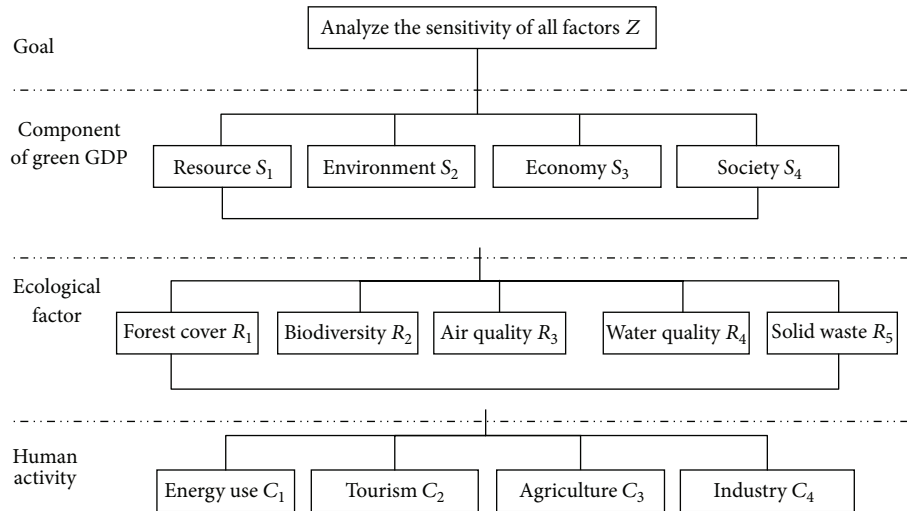 Analyze the sensitivity of all factors Z
Goal
Component
of green GDP
Resource S₁
Environment S₂
Economy S₃
Society S₄
Ecological
factor
Forest cover R₁
Biodiversity R₂
Air quality R₃
Water quality R₄
Solid waste R₅
Human
activity
Energy use C₁
Tourism C₂
Agriculture C₃
Industry C₄